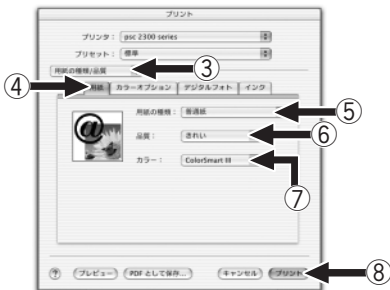 プリント
プリンタ： psc 2300 series
プリセット： 標準
用紙の種類/品質 ③
④ 用紙 カラーオプション デジタルフォト インク
用紙の種類： 普通紙 ⑤
品質： きれい ⑥
カラー： ColorSmart III
⑦
? プレビュー PDF として保存... キャンセル プリント ⑧